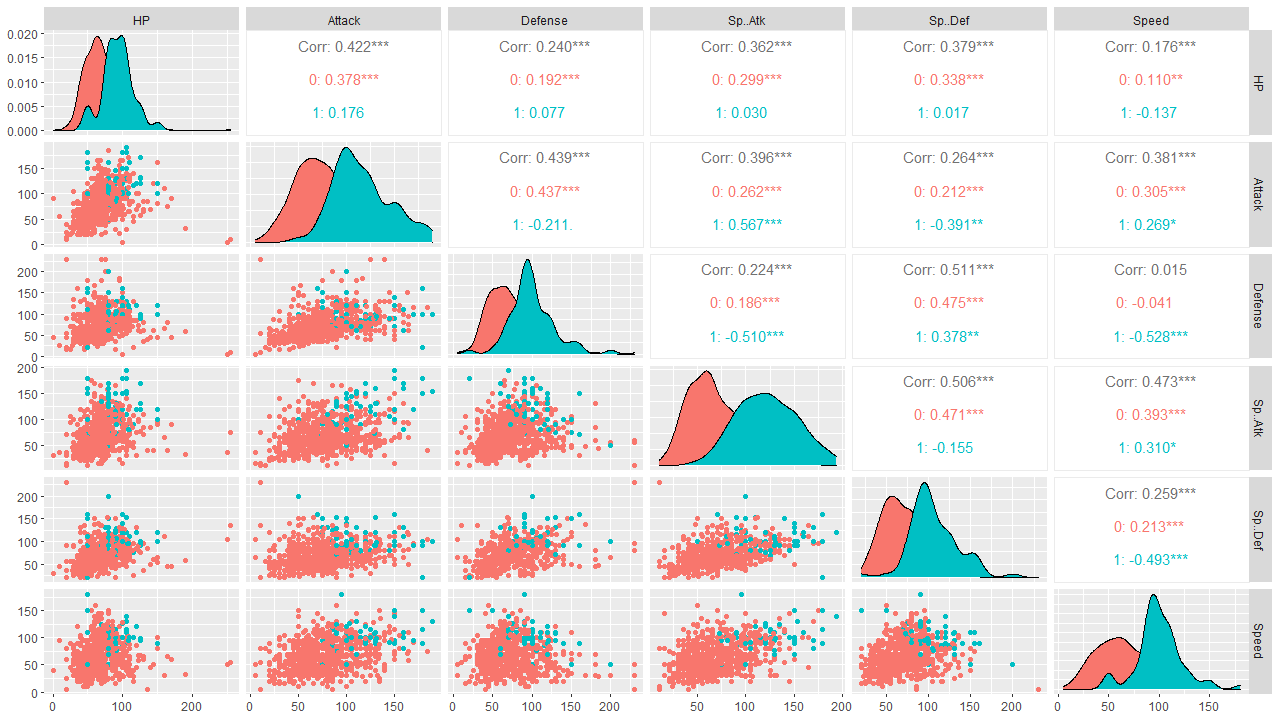 HP Attack Defense Sp..Atk Sp..Def Speed
0.020
0.015
0.010
0.005
0.000
Corr: 0.422*** Corr: 0.240*** Corr: 0.362*** Corr: 0.379*** Corr: 0.176***
0: 0.378*** 0: 0.192*** 0: 0.299*** 0: 0.338*** 0: 0.110**
1: 0.176 1: 0.077 1: 0.030 1: 0.017 1: -0.137
HP
150
100
50
0
Corr: 0.439*** Corr: 0.396*** Corr: 0.264*** Corr: 0.381***
0: 0.437*** 0: 0.262*** 0: 0.212*** 0: 0.305***
1: -0.211. 1: 0.567*** 1: -0.391** 1: 0.269*
Attack
200
150
100
50
0
Corr: 0.224*** Corr: 0.511*** Corr: 0.015
0: 0.186*** 0: 0.475*** 0: -0.041
1: -0.510*** 1: 0.378** 1: -0.528***
Defense
200
150
100
50
Corr: 0.506*** Corr: 0.473***
0: 0.471*** 0: 0.393***
1: -0.155 1: 0.310*
Sp..Atk
200
150
100
50
Corr: 0.259***
0: 0.213***
1: -0.493***
Sp..Def
150
100
50
0
Speed
0 100 200 0 50 100 150 0 50 100 150 200 50 100 150 200 50 100 150 200 0 50 100 150